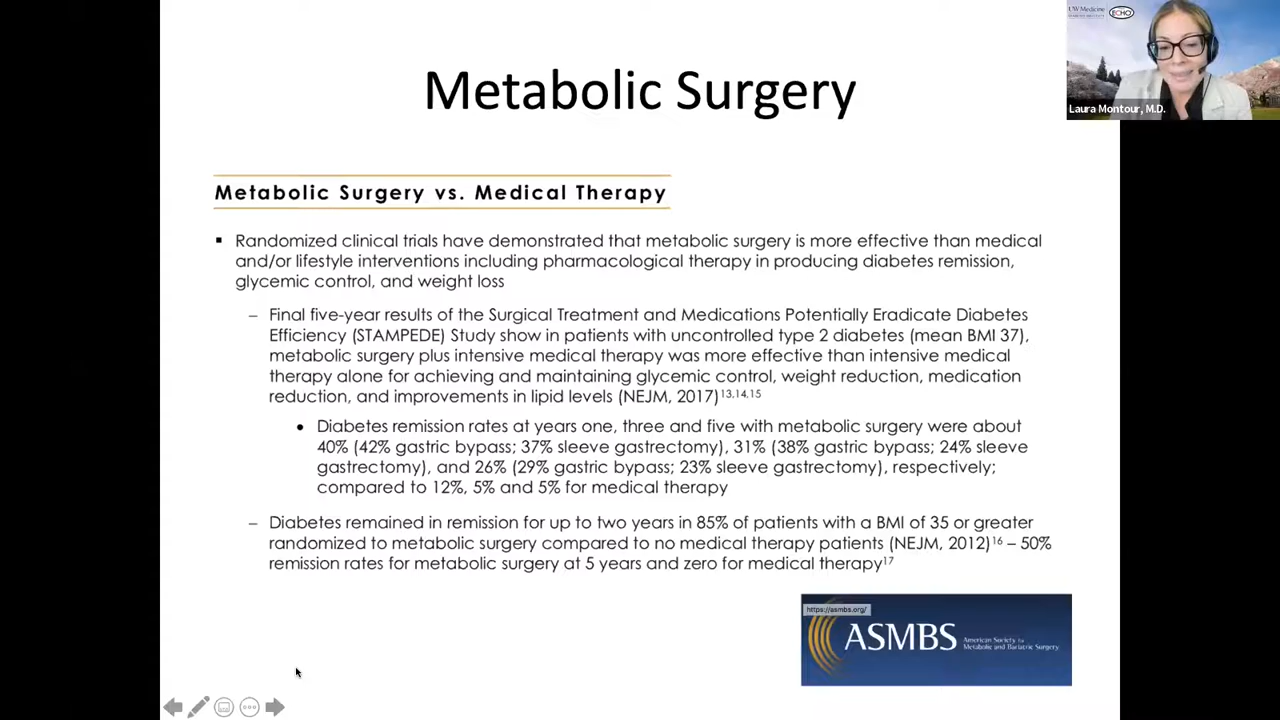 Metabolic Surgery
UW Medicine
ECHO
Laura Montour, M.D.
Metabolic Surgery vs. Medical Therapy
▪ Randomized clinical trials have demonstrated that metabolic surgery is more effective than medical
and/or lifestyle interventions including pharmacological therapy in producing diabetes remission,
glycemic control, and weight loss
– Final five-year results of the Surgical Treatment and Medications Potentially Eradicate Diabetes
Efficiency (STAMPEDE) Study show in patients with uncontrolled type 2 diabetes (mean BMI 37),
metabolic surgery plus intensive medical therapy was more effective than intensive medical
therapy alone for achieving and maintaining glycemic control, weight reduction, medication
reduction, and improvements in lipid levels (NEJM, 2017)13,14,15
• Diabetes remission rates at years one, three and five with metabolic surgery were about
40% (42% gastric bypass; 37% sleeve gastrectomy), 31% (38% gastric bypass; 24% sleeve
gastrectomy), and 26% (29% gastric bypass; 23% sleeve gastrectomy), respectively;
compared to 12%, 5% and 5% for medical therapy
– Diabetes remained in remission for up to two years in 85% of patients with a BMI of 35 or greater
randomized to metabolic surgery compared to no medical therapy patients (NEJM, 2012)16 – 50%
remission rates for metabolic surgery at 5 years and zero for medical therapy17
https://asmbs.org/
ASMBS
American Society for
Metabolic and Bariatric Surgery